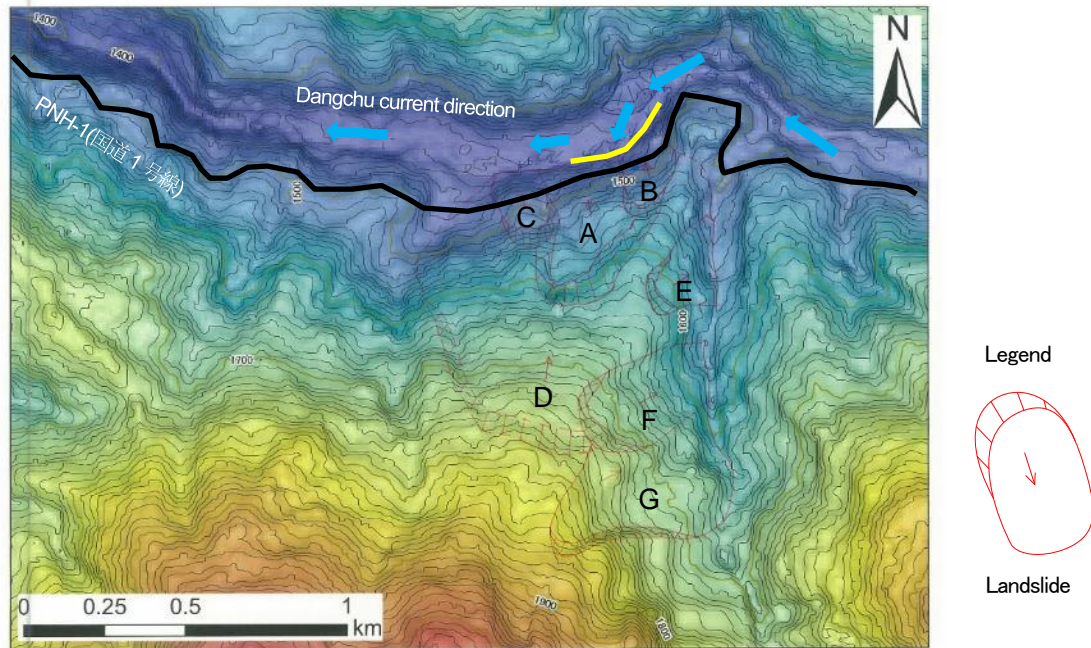 1400
1400
N
Dangchu current direction
PNH-1(国道1号線)
1500
1500
B
C
A
E
1600
1700
D
F
G
Legend
Landslide
0 0.25 0.5 1
km
1900
1800